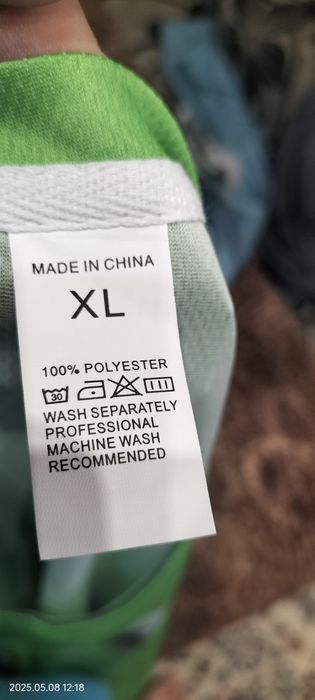 MADE IN CHINA
XL
100% POLYESTER
30
WASH SEPARATELY
PROFESSIONAL
MACHINE WASH
RECOMMENDED
2025.05.08 12:18